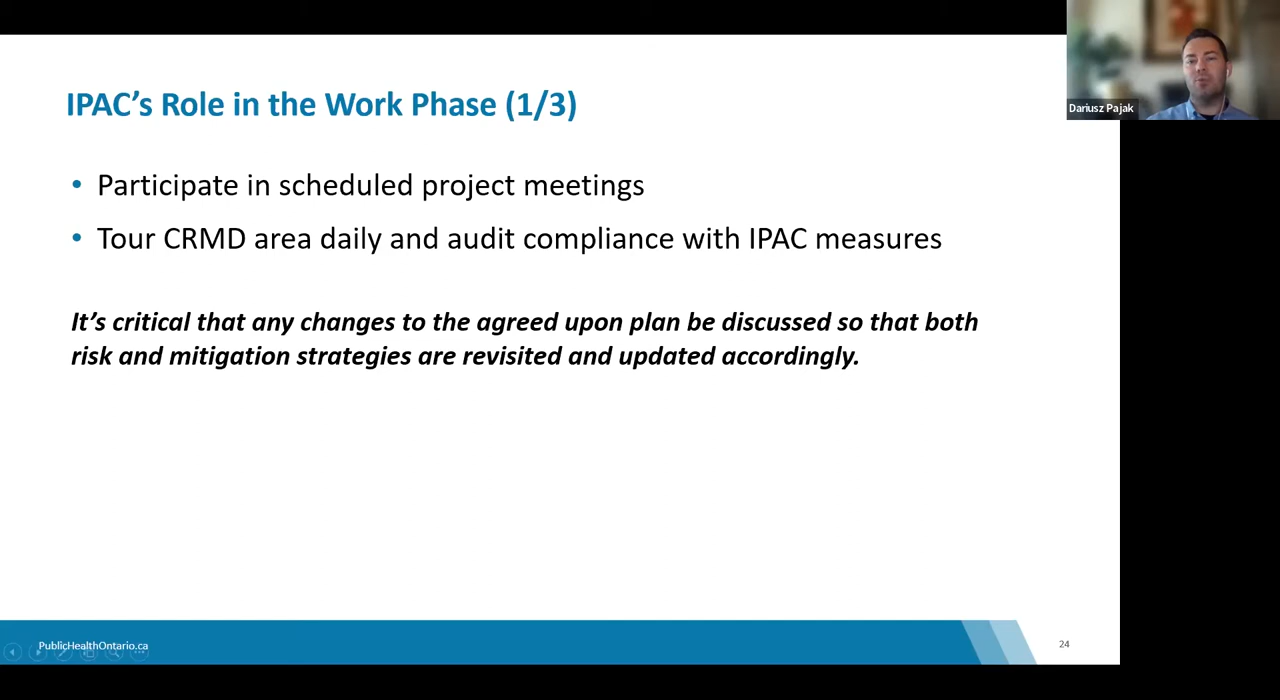 IPAC’s Role in the Work Phase (1/3)
• Participate in scheduled project meetings
• Tour CRMD area daily and audit compliance with IPAC measures
It’s critical that any changes to the agreed upon plan be discussed so that both
risk and mitigation strategies are revisited and updated accordingly.
Dariusz Pajak
PublicHealthOntario.ca
24